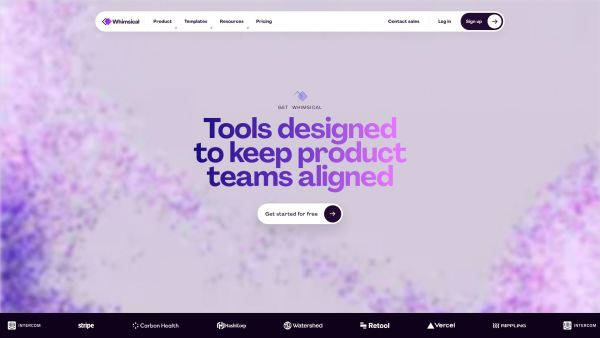 Whimsical Product Templates Resources Pricing Contact sales Log in Sign up
GET WHIMSICAL
Tools designed
to keep product
teams aligned
Get started for free
INTERCOM stripe Carbon Health HashiCorp Watershed Retool Vercel RIPPLING INTERCOM